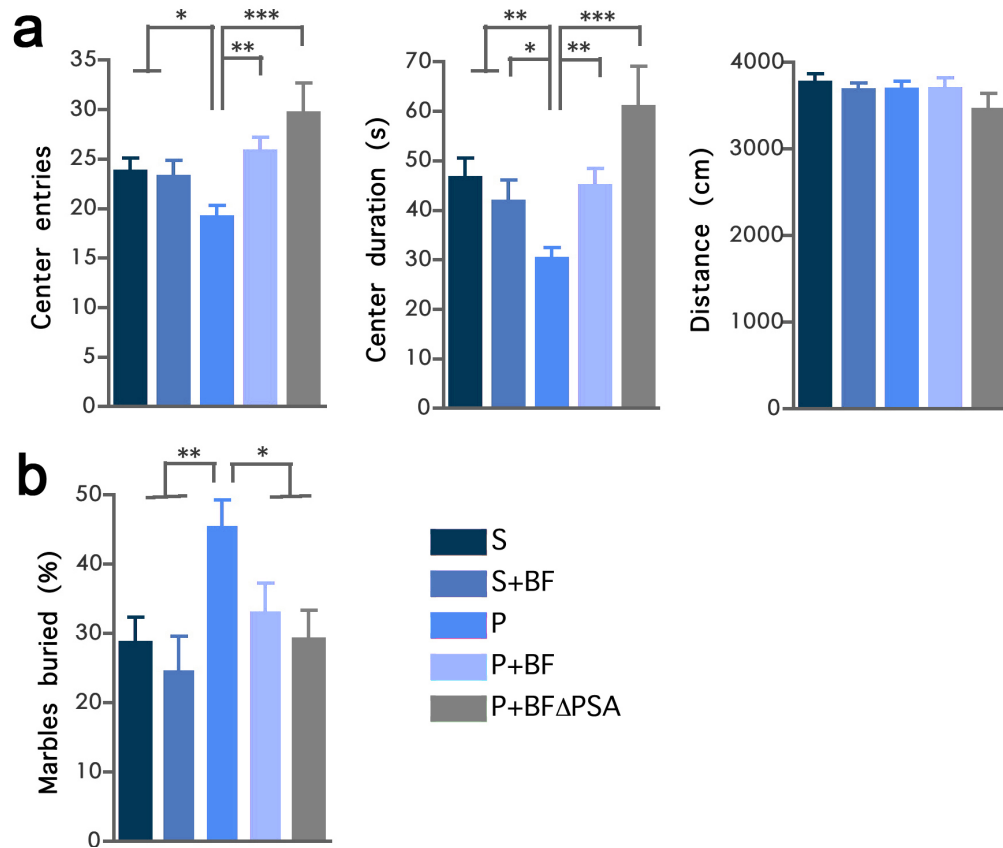 a
* ***
**
Center entries
35
30
25
20
15
10
5
0
** ***
* **
Center duration (s)
70
60
50
40
30
20
10
0
Distance (cm)
4000
3000
2000
1000
0
b
** *
Marbles buried (%)
50
40
30
20
10
0
S
S+BF
P
P+BF
P+BFΔPSA